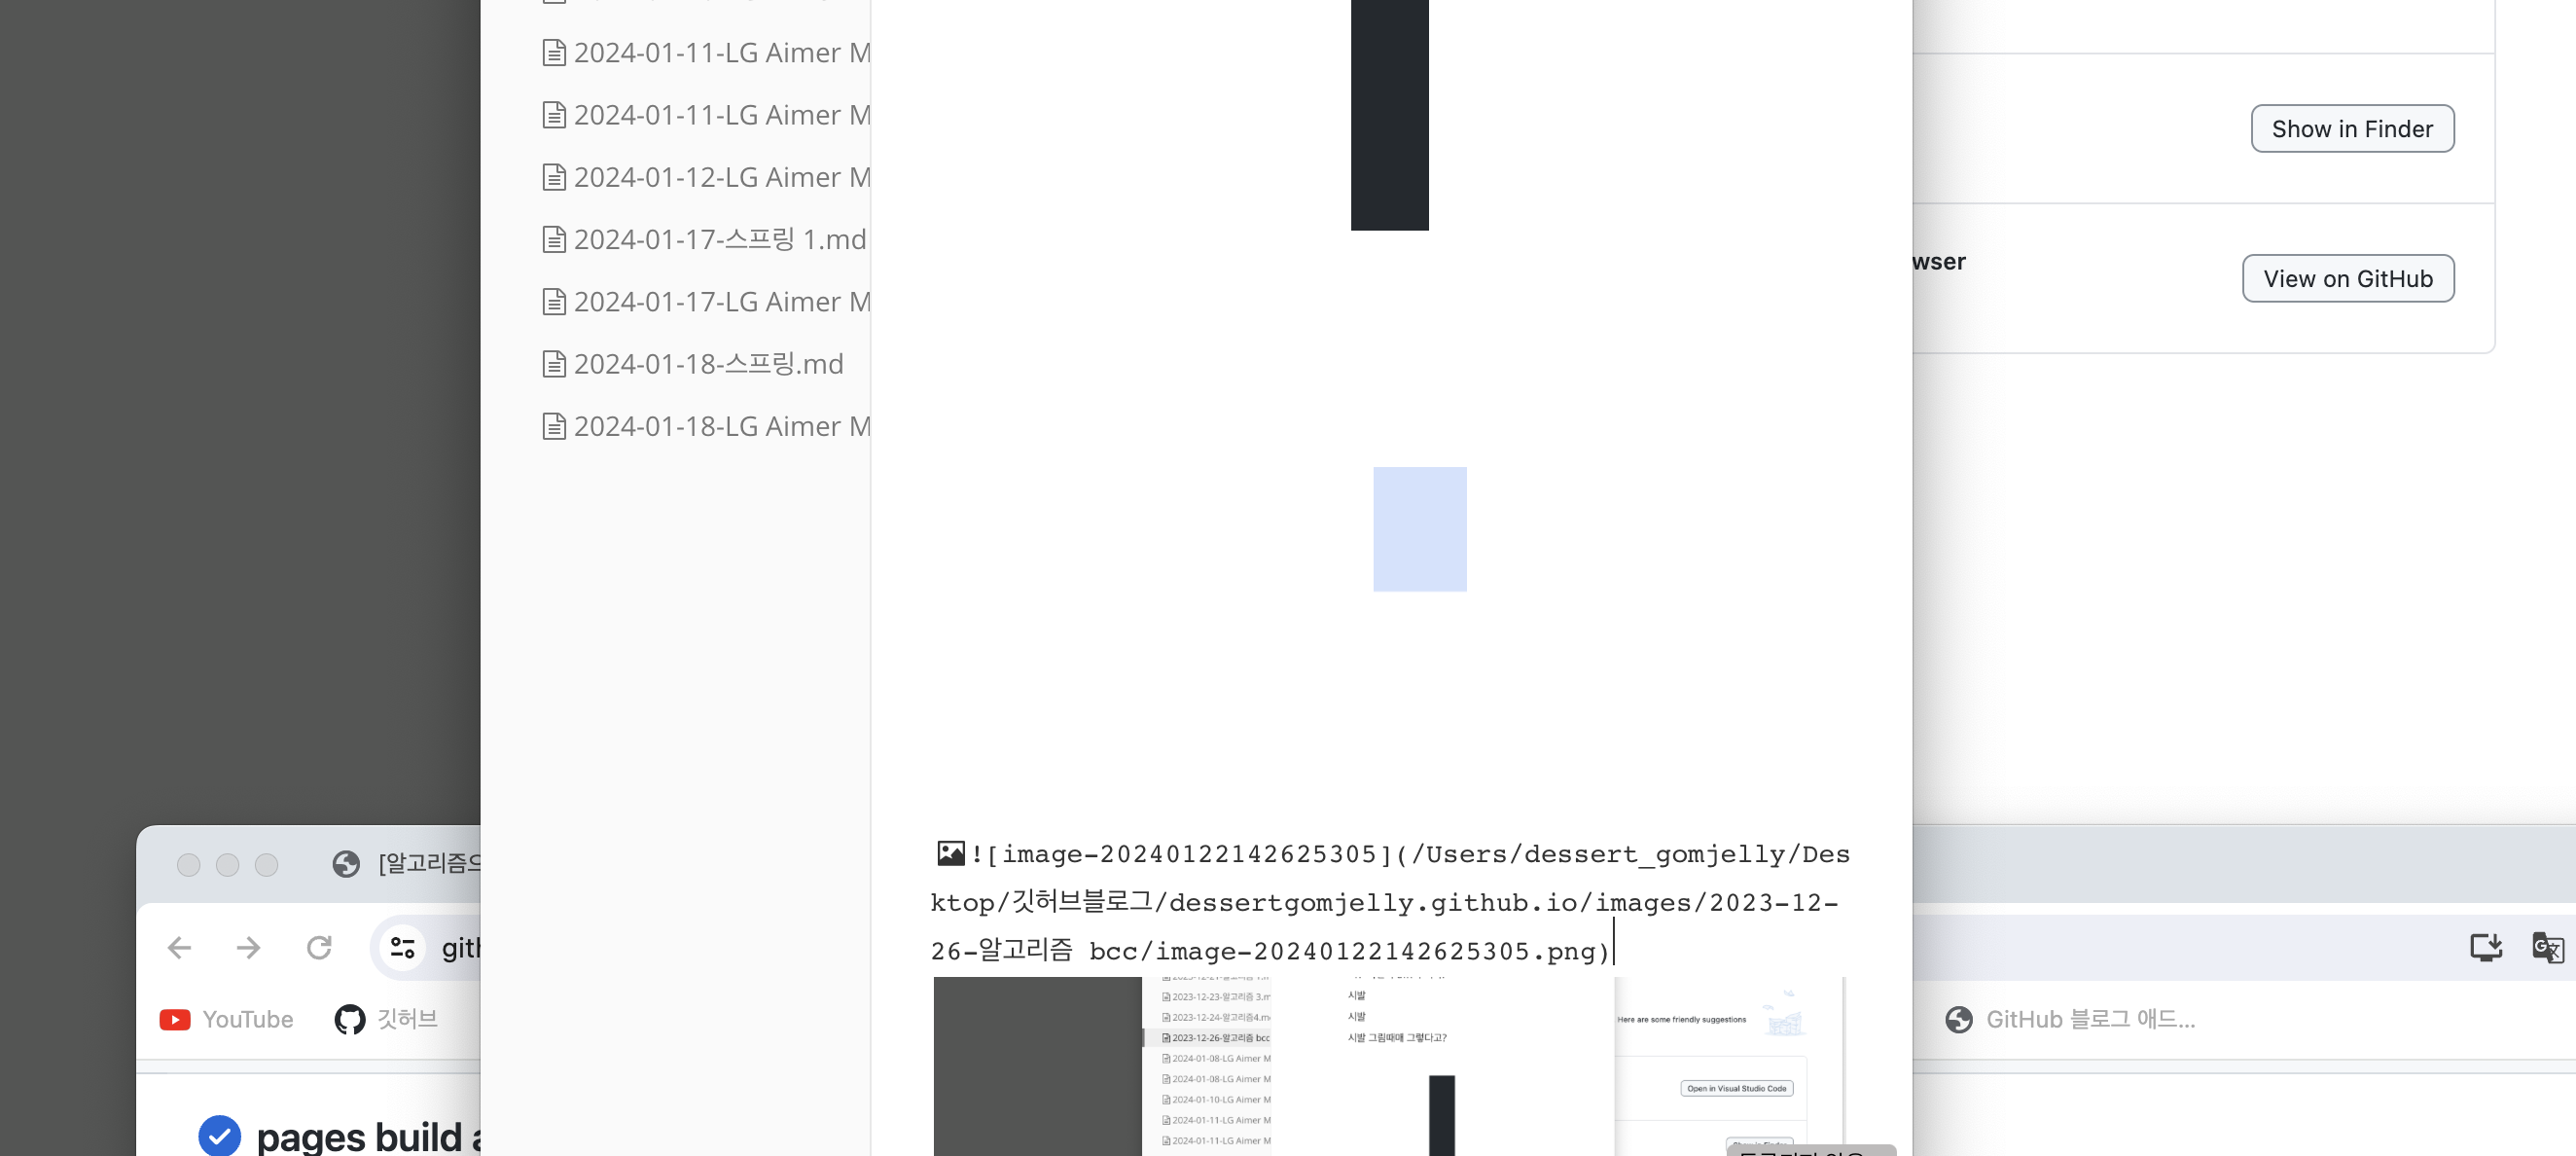 2024-01-11-LG Aimer M
2024-01-11-LG Aimer M
2024-01-12-LG Aimer M
2024-01-17-스프링 1.md
2024-01-17-LG Aimer M
2024-01-18-스프링.md
2024-01-18-LG Aimer M
Show in Finder
wser
View on GitHub
![image-20240122142625305](/Users/dessert_gomjelly/Des
ktop/깃허브블로그/dessertgomjelly.github.io/images/2023-12-
26-알고리즘 bcc/image-20240122142625305.png)
[알고리즘으
gith
YouTube
깃허브
GitHub 블로그 애드...
pages build a
2023-12-23-알고리즘 3.m
2023-12-24-알고리즘4.m
2023-12-26-알고리즘 bcc
2024-01-08-LG Aimer M
2024-01-08-LG Aimer M
2024-01-10-LG Aimer M
2024-01-11-LG Aimer M
2024-01-11-LG Aimer M
시발
시발
시발 그림때매 그렇다고?
Here are some friendly suggestions
Open in Visual Studio Code